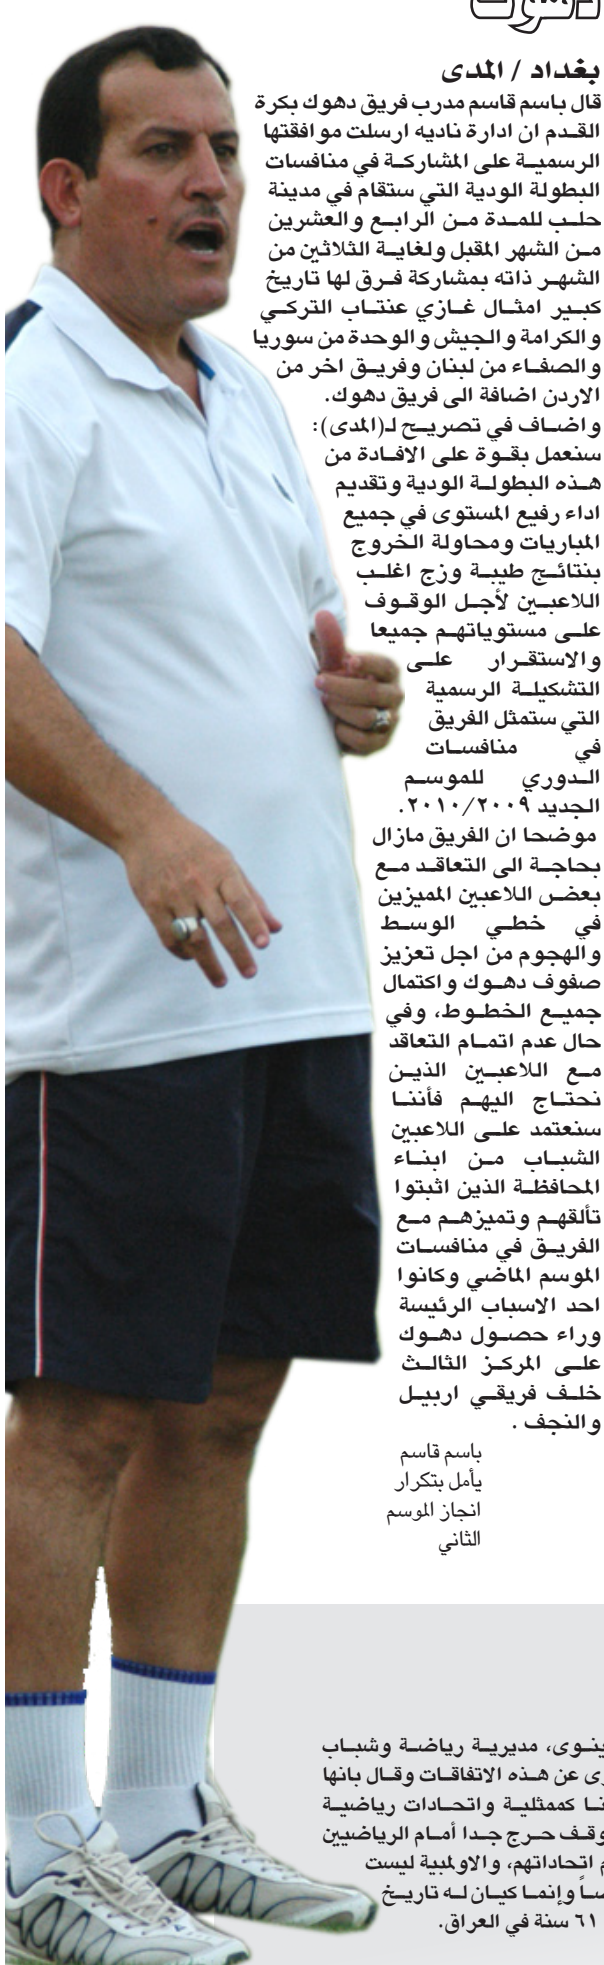 دهوك
بغداد / المدى
قال باسم قاسم مدرب فريق دهوك بكرة
القدم ان ادارة ناديه ارسلت موافقتها
الرسمية على المشاركة في منافسات
البطولة الودية التي ستقام في مدينة
حلب للمدة من الرابع والعشرين
من الشهر المقبل ولغاية الثلاثين من
الشهر ذاته بمشاركة فرق لها تاريخ
كبير امثال غازي عنتاب التركي
والكرامة والجيش والوحدة من سوريا
والصفاء من لبنان وفريق اخر من
الاردن اضافة الى فريق دهوك.
واضاف في تصريح لـ(المدى):
سنعمل بقوة على الافادة من
هذه البطولة الودية وتقديم
اداء رفيع المستوى في جميع
المباريات ومحاولة الخروج
بنتائج طيبة وزج اغلب
اللاعبين لأجل الوقوف
على مستوياتهم جميعا
والاستقرار على
التشكيلة الرسمية
التي ستمثل الفريق
في منافسات
الدوري للموسم
الجديد ٢٠١٠/٢٠٠٩.
موضحا ان الفريق مازال
بحاجة الى التعاقد مع
بعض اللاعبين المميزين
في خطي الوسط
والهجوم من اجل تعزيز
صفوف دهوك واكتمال
جميع الخطوط، وفي
حال عدم اتمام التعاقد
مع اللاعبين الذين
نحتاج اليهم فأننا
سنعتمد على اللاعبين
الشباب من ابناء
المحافظة الذين اثبتوا
تألقهم وتميزهم مع
الفريق في منافسات
الموسم الماضي وكانوا
احد الاسباب الرئيسة
وراء حصول دهوك
على المركز الثالث
خلف فريقي اربيل
والنجف .
باسم قاسم
يأمل بتكرار
انجاز الموسم
الثاني
ينوى، مديرية رياضة وشباب
عن هذه الاتفاقات وقال بانها
كممثلية واتحادات رياضية
حرج جدا أمام الرياضيين
اتحاداتهم، والاولمبية ليست
وإنما كيان له تاريخ
٦١ سنة في العراق.